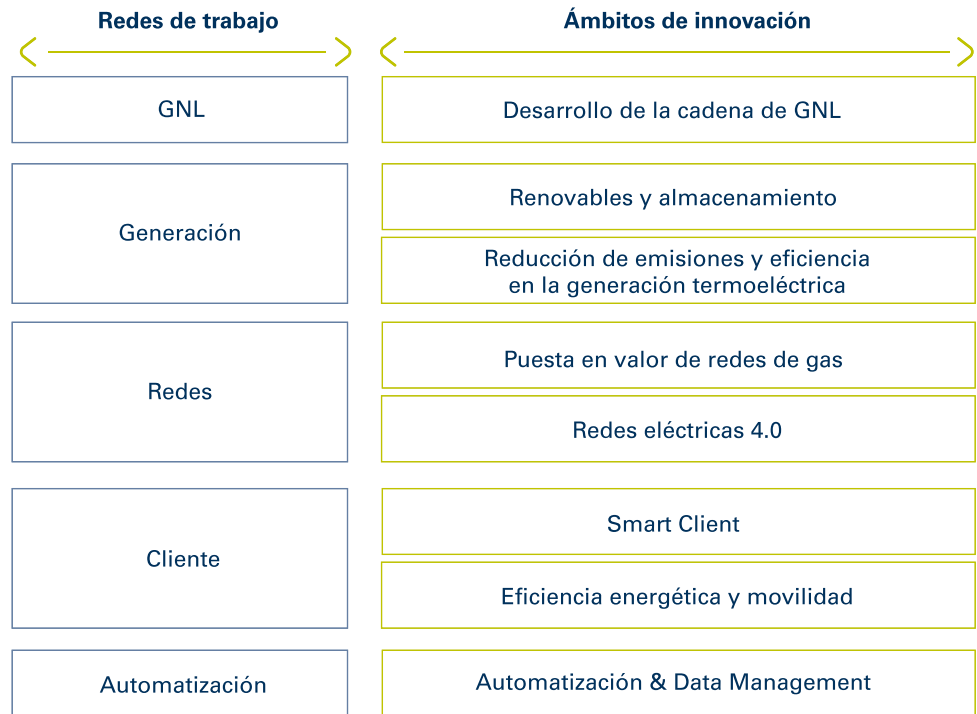 Redes de trabajo
Ámbitos de innovación
GNL
Desarrollo de la cadena de GNL
Generación
Renovables y almacenamiento
Reducción de emisiones y eficiencia
en la generación termoeléctrica
Redes
Puesta en valor de redes de gas
Redes eléctricas 4.0
Cliente
Smart Client
Eficiencia energética y movilidad
Automatización
Automatización & Data Management